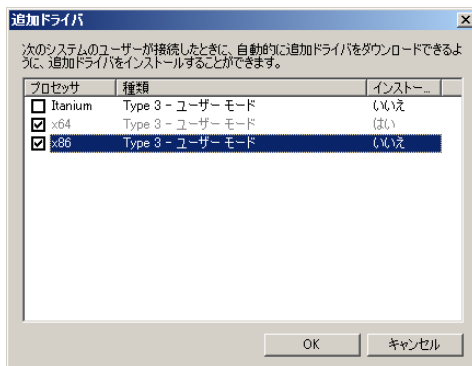 追加ドライバ
次のシステムのユーザーが接続したときに、自動的に追加ドライバをダウンロードできるよ
うに、追加ドライバをインストールすることができます。
プロセッサ 種類 インストー...
Itanium Type 3 - ユーザー モード いいえ
x64 Type 3 - ユーザー モード はい
x86 Type 3 - ユーザー モード いいえ
OK キャンセル